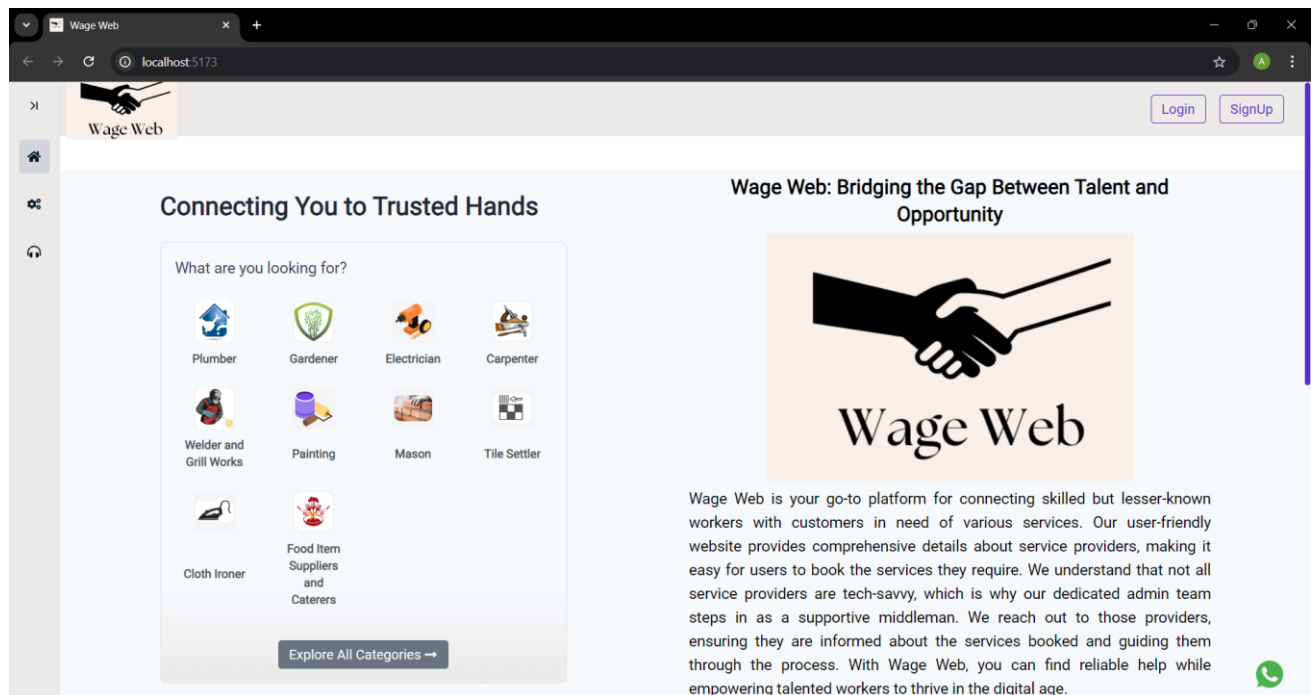 Wage Web
localhost:5173
A
Wage Web
Login
SignUp
Connecting You to Trusted Hands
What are you looking for?
Plumber
Gardener
Electrician
Carpenter
Welder and
Grill Works
Painting
Mason
Tile Settler
Cloth Ironer
Food Item
Suppliers
and
Caterers
Explore All Categories →
Wage Web: Bridging the Gap Between Talent and
Opportunity
Wage Web
Wage Web is your go-to platform for connecting skilled but lesser-known
workers with customers in need of various services. Our user-friendly
website provides comprehensive details about service providers, making it
easy for users to book the services they require. We understand that not all
service providers are tech-savvy, which is why our dedicated admin team
steps in as a supportive middleman. We reach out to those providers,
ensuring they are informed about the services booked and guiding them
through the process. With Wage Web, you can find reliable help while
empowering talented workers to thrive in the digital age.